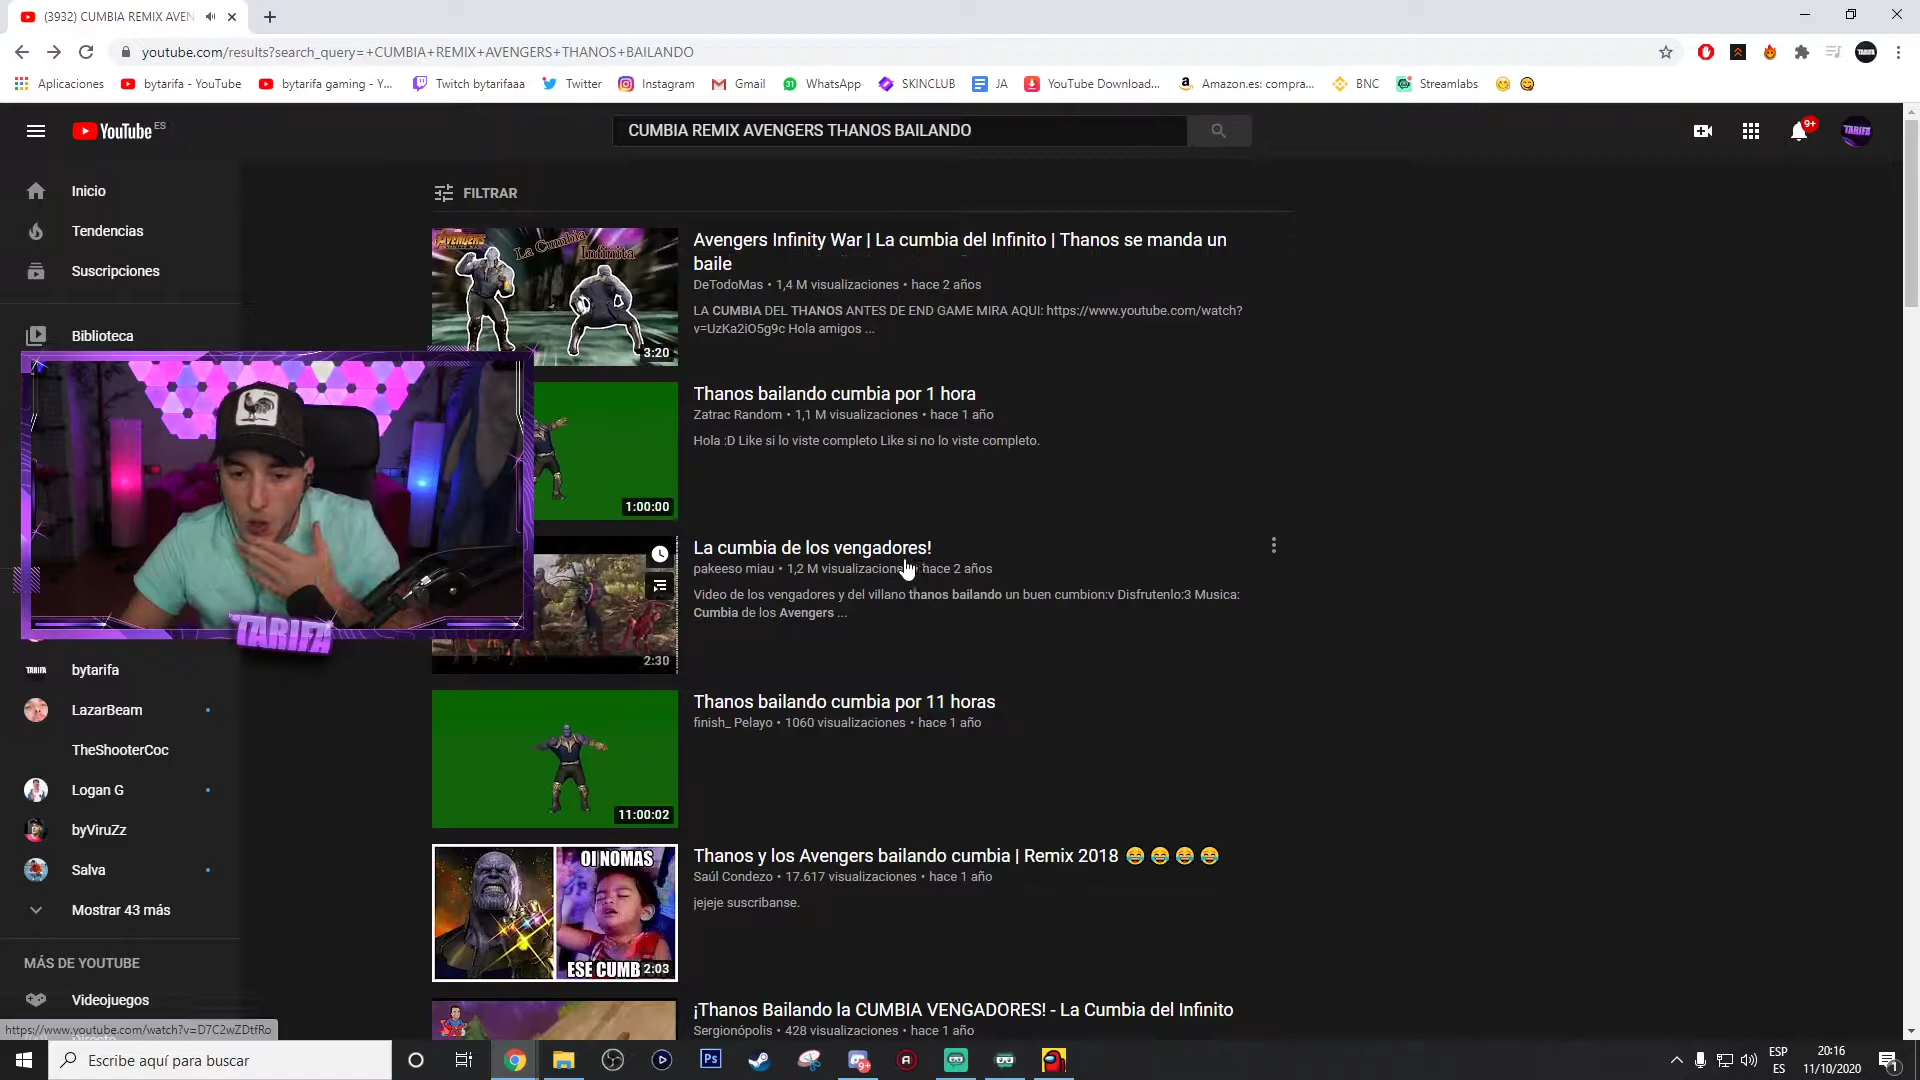 (3932) CUMBIA REMIX AVEN
youtube.com/results?search_query=+CUMBIA+REMIX+AVENGERS+THANOS+BAILANDO
Aplicaciones
bytarifa - YouTube
bytarifa gaming - Y...
Twitch bytarifaaa
Twitter
Instagram
Gmail
WhatsApp
SKINCLUB
JA
YouTube Download...
Amazon.es: compra...
BNC
Streamlabs
YouTube ES
CUMBIA REMIX AVENGERS THANOS BAILANDO
9+
TARIFA
Inicio
Tendencias
Suscripciones
Biblioteca
FILTRAR
AVENGERS
La Cumbia
Infinita
3:20
Avengers Infinity War | La cumbia del Infinito | Thanos se manda un
baile
DeTodoMas • 1,4 M visualizaciones • hace 2 años
LA CUMBIA DEL THANOS ANTES DE END GAME MIRA AQUI: https://www.youtube.com/watch?
v=UzKa2iO5g9c Hola amigos ...
1:00:00
Thanos bailando cumbia por 1 hora
Zatrac Random • 1,1 M visualizaciones • hace 1 año
Hola :D Like si lo viste completo Like si no lo viste completo.
2:30
La cumbia de los vengadores!
pakeeso miau • 1,2 M visualizacione • hace 2 años
Video de los vengadores y del villano thanos bailando un buen cumbion:v Disfrutenlo:3 Musica:
Cumbia de los Avengers ...
TARIFA
11:00:02
Thanos bailando cumbia por 11 horas
finish_ Pelayo • 1060 visualizaciones • hace 1 año
OI NOMAS
ESE CUMB
2:03
Thanos y los Avengers bailando cumbia | Remix 2018 😂 😂 😂 😂
Saúl Condezo • 17.617 visualizaciones • hace 1 año
jejeje suscribanse.
¡Thanos Bailando la CUMBIA VENGADORES! - La Cumbia del Infinito
Sergionópolis • 428 visualizaciones • hace 1 año
TARIFA
bytarifa
LazarBeam
TheShooterCoc
Logan G
byViruZz
Salva
Mostrar 43 más
MÁS DE YOUTUBE
Videojuegos
https://www.youtube.com/watch?v=D7C2wZDtfRo
Escribe aquí para buscar
Ps
9+
ESP
ES
20:16
11/10/2020
1